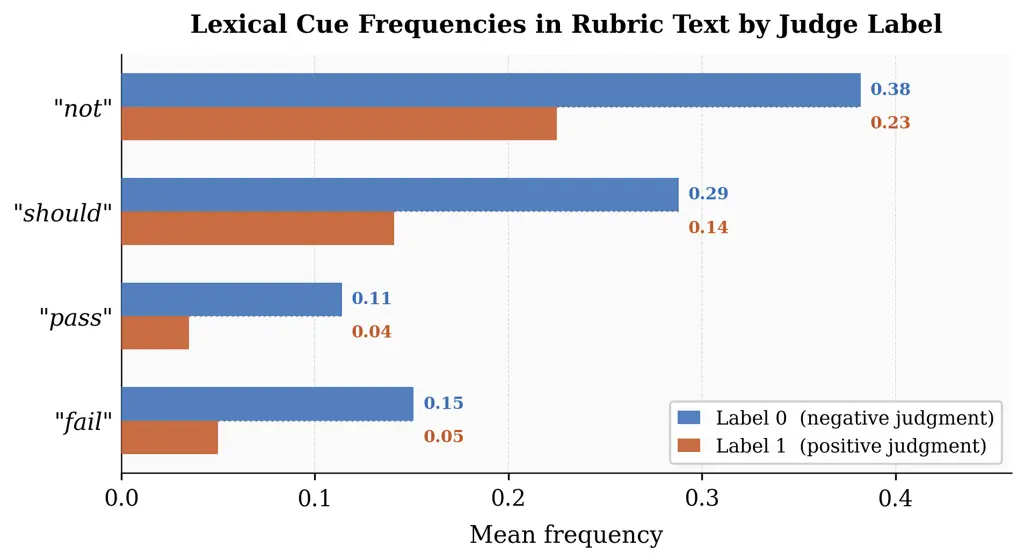 Lexical Cue Frequencies in Rubric Text by Judge Label
"not"
0.38
0.23
"should"
0.29
0.14
"pass"
0.11
0.04
"fail"
0.15
0.05
Label 0 (negative judgment)
Label 1 (positive judgment)
0.0 0.1 0.2 0.3 0.4
Mean frequency